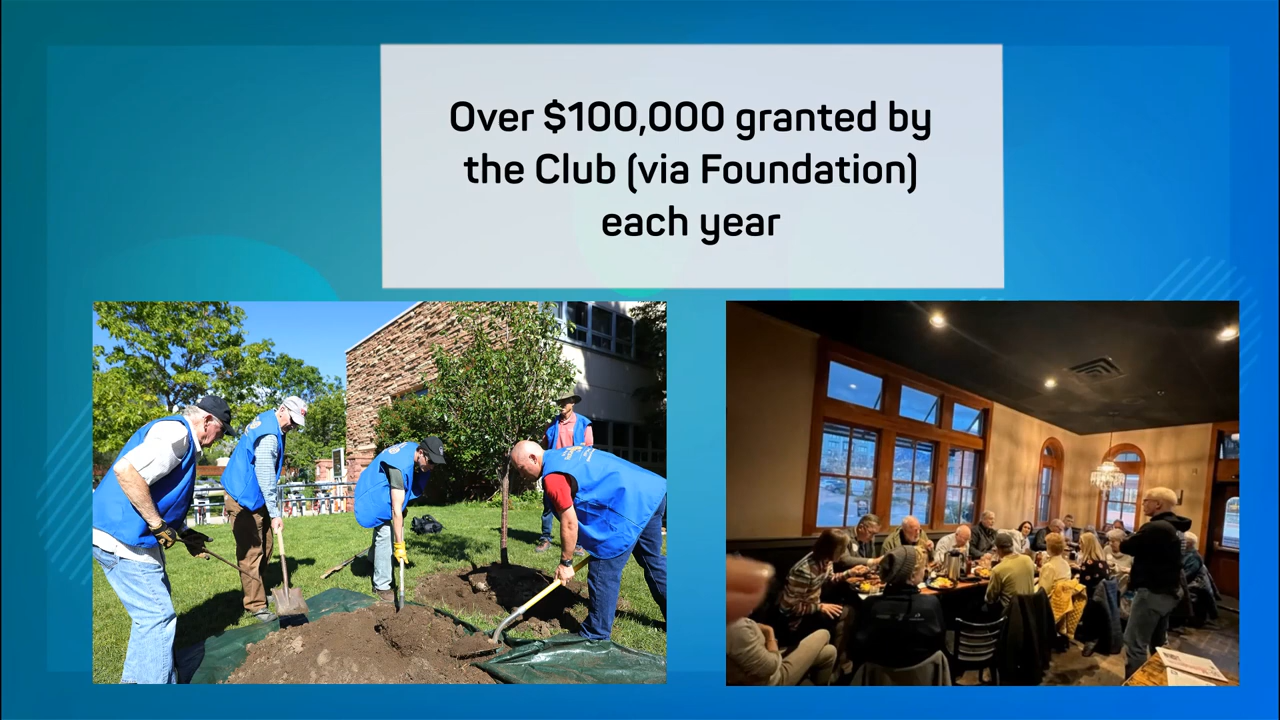 Over $100,000 granted by
the Club (via Foundation)
each year